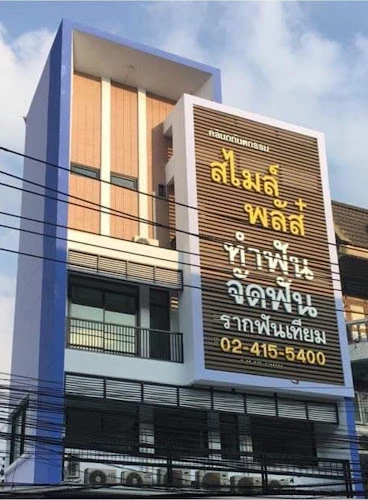 คลินิกทันตกรรม
สไมล์
พลัส+
ทำฟัน
จัดฟัน
รากฟันเทียม
02-415-5400